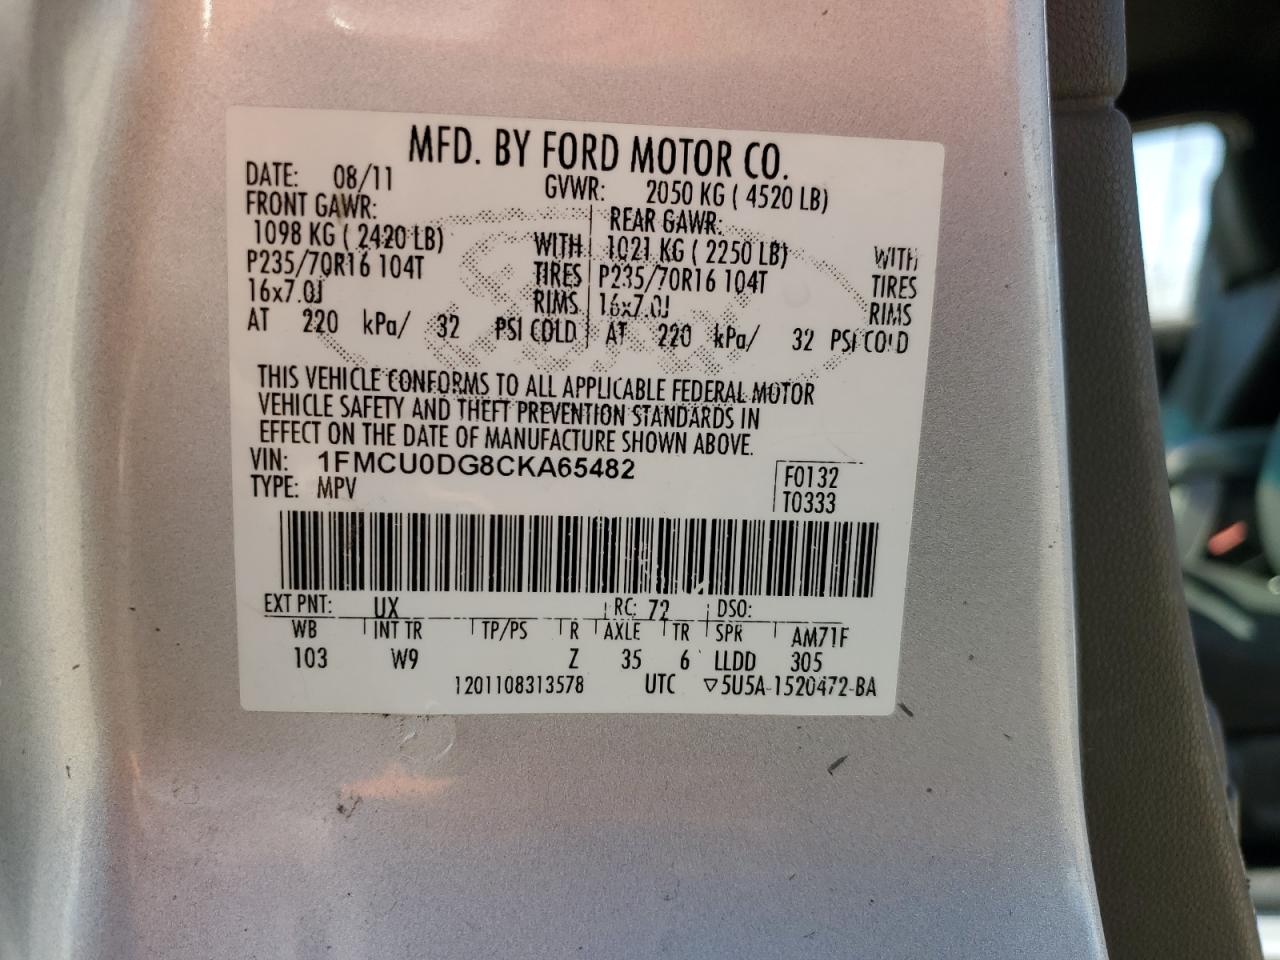 MFD. BY FORD MOTOR CO.
DATE: 08/11 GVWR: 2050 KG ( 4520 LB)
FRONT GAWR: REAR GAWR:
1098 KG ( 2420 LB) WITH 1021 KG ( 2250 LB) WITH
P235/70R16 104T TIRES P235/70R16 104T TIRES
16x7.0J RIMS 16x7.0J RIMS
AT 220 kPa/ 32 PSI COLD AT 220 kPa/ 32 PSI COLD
THIS VEHICLE CONFORMS TO ALL APPLICABLE FEDERAL MOTOR
VEHICLE SAFETY AND THEFT PREVENTION STANDARDS IN
EFFECT ON THE DATE OF MANUFACTURE SHOWN ABOVE.
VIN: 1FMCU0DG8CKA65482 F0132
TYPE: MPV T0333
EXT PNT: UX RC: 72 DSO:
WB INT TR TP/PS R AXLE TR SPR AM71F
103 W9 Z 35 6 LLDD 305
1201108313578 UTC ▽5U5A-1520472-BA